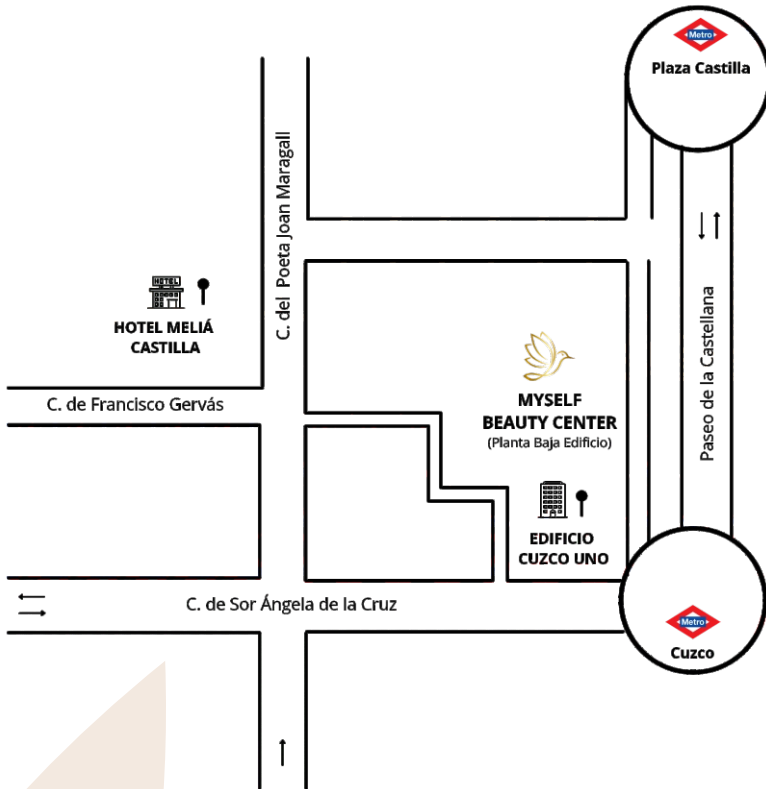 Metro
Plaza Castilla
C. del Poeta Joan Maragall
HOTEL
HOTEL MELIÁ
CASTILLA
C. de Francisco Gervás
MYSELF
BEAUTY CENTER
(Planta Baja Edificio)
Paseo de la Castellana
EDIFICIO
CUZCO UNO
C. de Sor Ángela de la Cruz
Metro
Cuzco